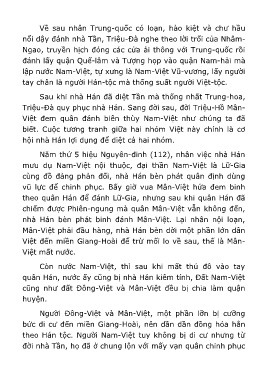 Về sau nhân Trung-quốc có loạn, hào kiệt và chư hầu
nổi dậy đánh nhà Tần, Triệu-Đà nghe theo lời trối của Nhâm-
Ngao, truyền hịch đóng các cửa ải thông với Trung-quốc rồi
đánh lấy quận Quế-lâm và Tượng hợp vào quận Nam-hải mà
lập nước Nam-Việt, tự xưng là Nam-Việt Vũ-vương, lấy người
tay chân là người Hán-tộc mà thống suất người Việt-tộc.
Sau khi nhà Hán đã diệt Tần mà thống nhất Trung-hoa,
Triệu-Đà quy phục nhà Hán. Sang đời sau, đời Triệu-Hồ Mân-
Việt đem quân đánh biên thùy Nam-Việt như chúng ta đã
biết. Cuộc tương tranh giữa hai nhóm Việt này chính là cơ
hội nhà Hán lợi dụng để diệt cả hai nhóm.
Năm thứ 5 hiệu Nguyên-đỉnh (112), nhân việc nhà Hán
mưu dụ Nam-Việt nội thuộc, đại thần Nam-Việt là Lữ-Gia
cùng đồ đảng phản đối, nhà Hán bèn phát quân định dùng
vũ lực để chinh phục. Bấy giờ vua Mân-Việt hứa đem binh
theo quân Hán để đánh Lữ-Gia, nhưng sau khi quân Hán đã
chiếm được Phiên-ngung mà quân Mân-Việt vẫn không đến,
nhà Hán bèn phát binh đánh Mân-Việt. Lại nhân nội loạn,
Mân-Việt phải đầu hàng, nhà Hán bèn dời một phần lớn dân
Việt đến miền Giang-Hoài để trừ mối lo về sau, thế là Mân-
Việt mất nước.
Còn nước Nam-Việt, thì sau khi mất thủ đô vào tay
quân Hán, nước ấy cũng bị nhà Hán kiêm tính, Đất Nam-Việt
cũng như đất Đông-Việt và Mân-Việt đều bị chia làm quận
huyện.
Người Đông-Việt và Mân-Việt, một phần lớn bị cưỡng
bức di cư đến miền Giang-Hoài, nên dần dần đồng hóa hẳn
theo Hán tộc. Người Nam-Việt tuy không bị di cư nhưng từ
đời nhà Tần, họ đã ở chung lộn với mấy vạn quân chinh phục